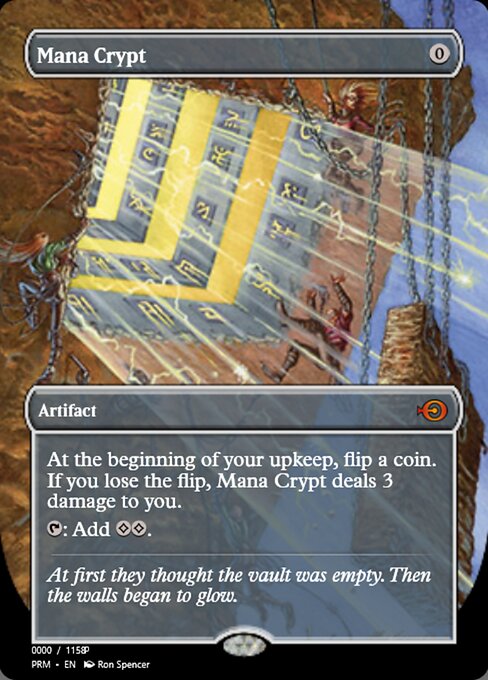 Mana Crypt 0
Artifact
At the beginning of your upkeep, flip a coin.
If you lose the flip, Mana Crypt deals 3
damage to you.
: Add .
At first they thought the vault was empty. Then
the walls began to glow.
0000 / 1158P
PRM • EN Ron Spencer